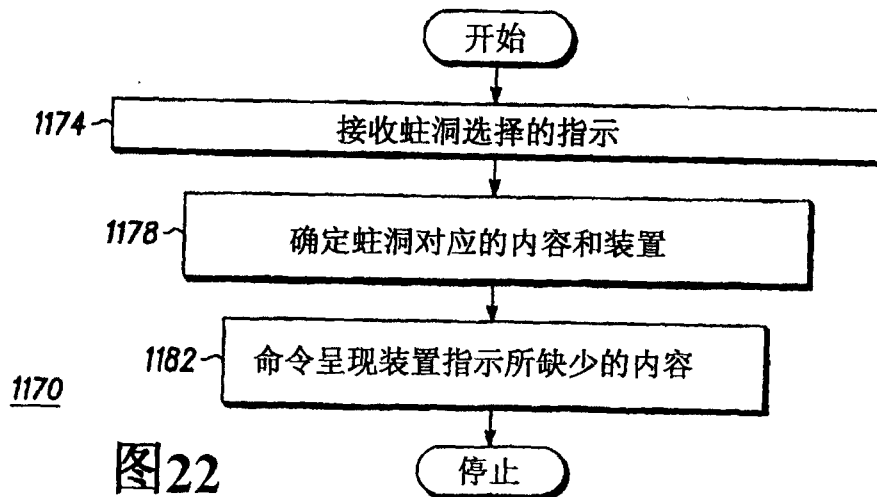 开始
1174
接收蛀洞选择的指示
1178
确定蛀洞对应的内容和装置
1182
命令呈现装置指示所缺少的内容
1170
停止
图22